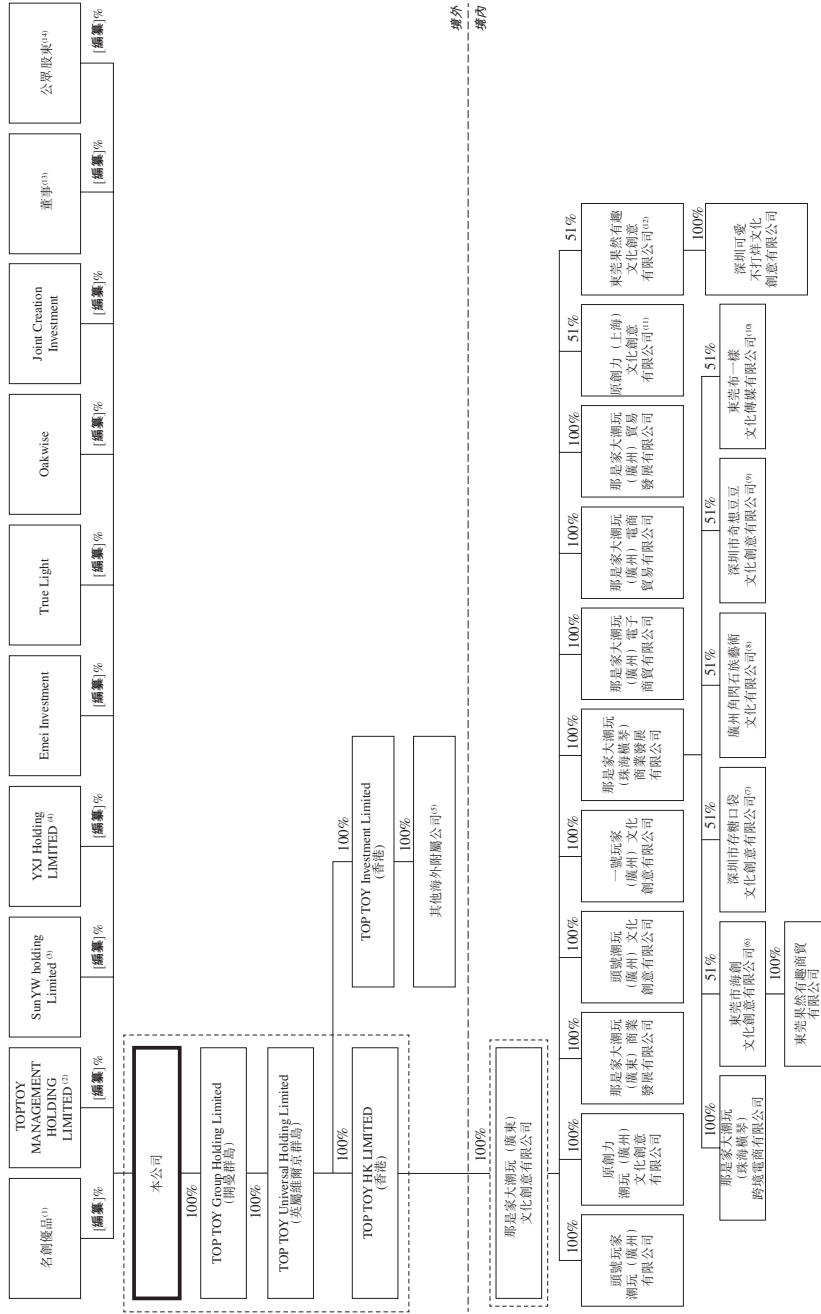 名創優品(1)
TOPTOY
MANAGEMENT
HOLDING
LIMITED (2)
SunYW holding
Limited (3)
YXJ Holding
LIMITED (4)
Emei Investment
True Light
Oakwise
Joint Creation
Investment
董事(13)
公眾股東(14)
[編纂]%
[編纂]%
[編纂]%
[編纂]%
[編纂]%
[編纂]%
[編纂]%
[編纂]%
[編纂]%
[編纂]%
本公司
100%
TOP TOY Group Holding Limited
(開曼群島)
100%
TOP TOY Universal Holding Limited
(英屬維爾京群島)
100%
100%
TOP TOY HK LIMITED
(香港)
TOP TOY Investment Limited
(香港)
100%
其他海外附屬公司(5)
境外
境內
100%
那是家大潮玩(廣東)
文化創意有限公司
100%
100%
100%
100%
100%
100%
100%
100%
100%
51%
51%
頭號玩家
潮玩(廣州)
有限公司
原創力
潮玩(廣州)
文化創意
有限公司
那是家大潮玩
(廣東)商業
發展有限公司
頭號潮玩
(廣州)文化
創意有限公司
一號玩家
(廣州)文化
創意有限公司
那是家大潮玩
(珠海橫琴)
商業發展
有限公司
那是家大潮玩
(廣州)電子
商貿有限公司
那是家大潮玩
(廣州)電商
貿易有限公司
那是家大潮玩
(廣州)貿易
發展有限公司
原創力(上海)
文化創意
有限公司(11)
東莞果然有趣
文化創意
有限公司(12)
100%
51%
51%
51%
51%
51%
100%
那是家大潮玩
(珠海橫琴)
跨境電商有限公司
東莞市海創
文化創意有限公司(6)
深圳市存糖口袋
文化創意有限公司(7)
廣州角閃石族藝術
文化有限公司(8)
深圳市奇想豆豆
文化創意有限公司(9)
東莞布一樣
文化傳媒有限公司(10)
深圳可愛
不打烊文化
創意有限公司
100%
東莞果然有趣商貿
有限公司